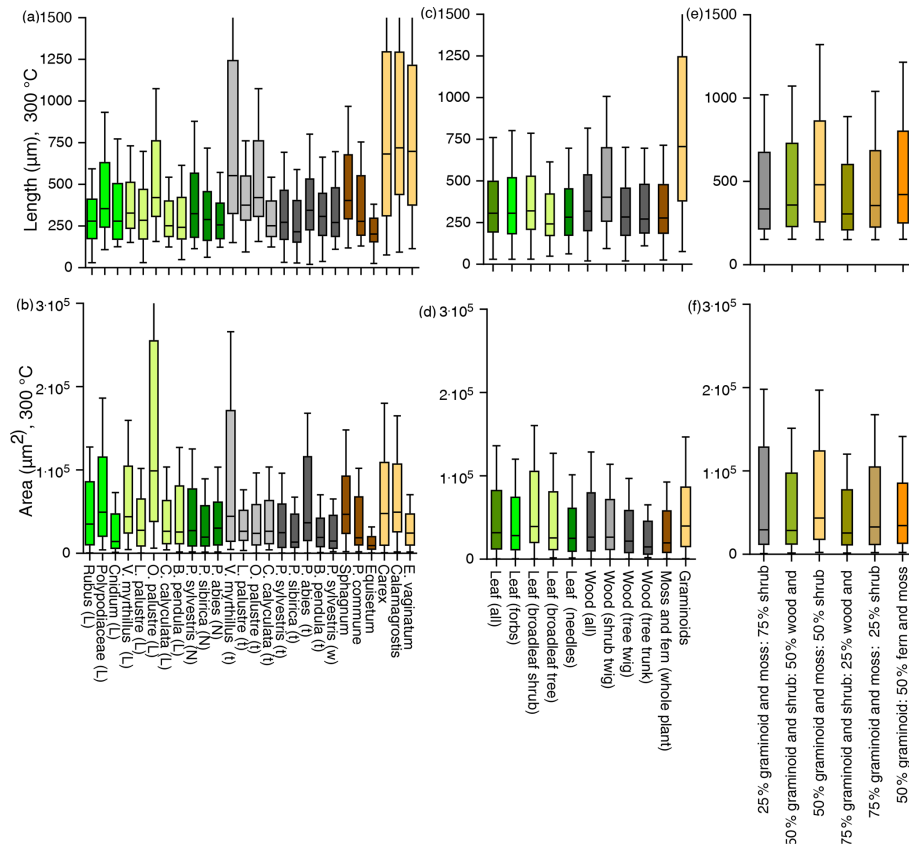 (a)
1500
1250
1000
750
500
250
0
Length (µm), 300 °C
(c)
1500
1250
1000
750
500
250
0
(e)
1500
1000
500
0
(b)
3·10⁵
2·10⁵
1·10⁵
0
Area (µm²), 300 °C
Rubus (L)
Polypodiaceae (L)
Cnidium (L)
V. myrthillus (L)
L. palustre (L)
O. palustre (L)
C. calyculata (L)
B. pendula (L)
P. sylvestris (N)
P. sibirica (N)
P. abies (N)
V. myrthillus (t)
L. palustre (t)
O. palustre (t)
C. calyculata (t)
P. sylvestris (t)
P. sibirica (t)
P. abies (t)
B. pendula (t)
P. sylvestris (w)
Sphagnum
P. commune
Equisetum
Carex
Calamagrostis
E. vaginatum
(d)
3·10⁵
2·10⁵
1·10⁵
0
Leaf (all)
Leaf (forbs)
Leaf (broadleaf shrub)
Leaf (broadleaf tree)
Leaf (needles)
Wood (all)
Wood (shrub twig)
Wood (tree twig)
Wood (tree trunk)
Moss and fern (whole plant)
Graminoids
(f)
3·10⁵
2·10⁵
1·10⁵
0
25% graminoid and moss: 75% shrub
50% graminoid and shrub: 50% wood and
50% graminoid and moss: 50% shrub
75% graminoid and shrub: 25% wood and
75% graminoid and moss: 25% shrub
50% graminoid: 50% fern and moss